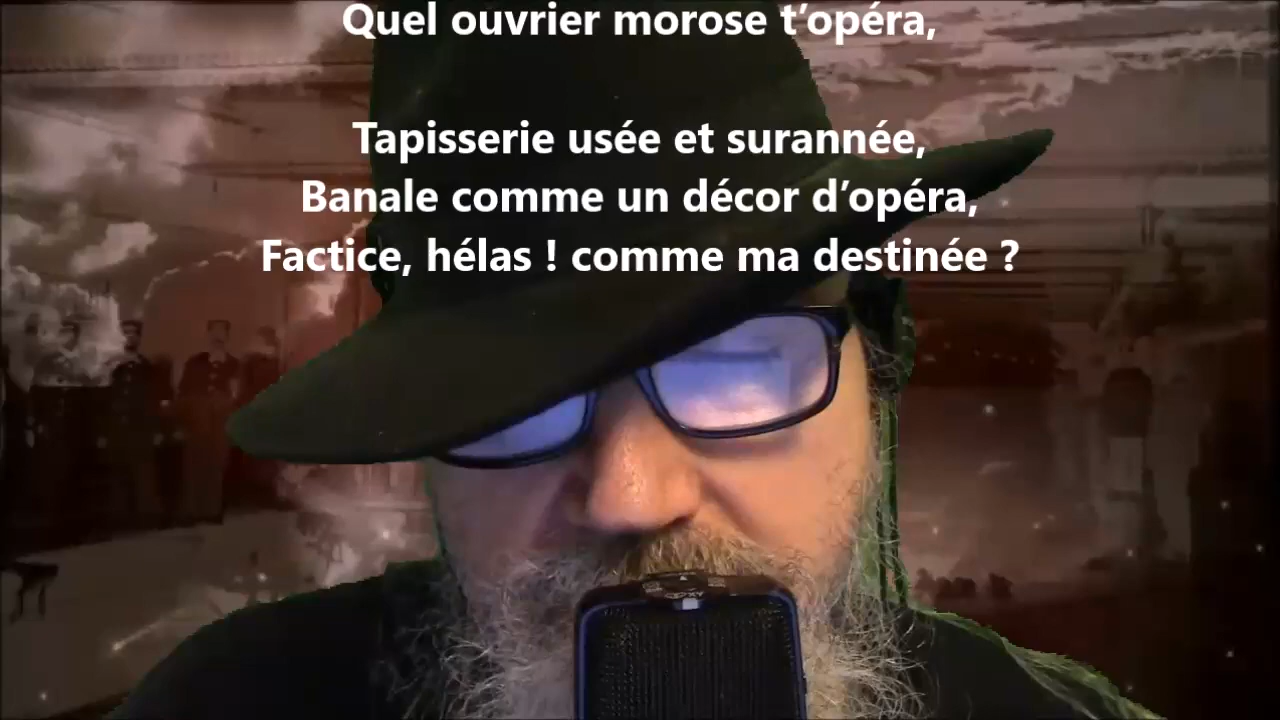 Quel ouvrier morose t’opéra,
Tapisserie usée et surannée,
Banale comme un décor d’opéra,
Factice, hélas ! comme ma destinée ?